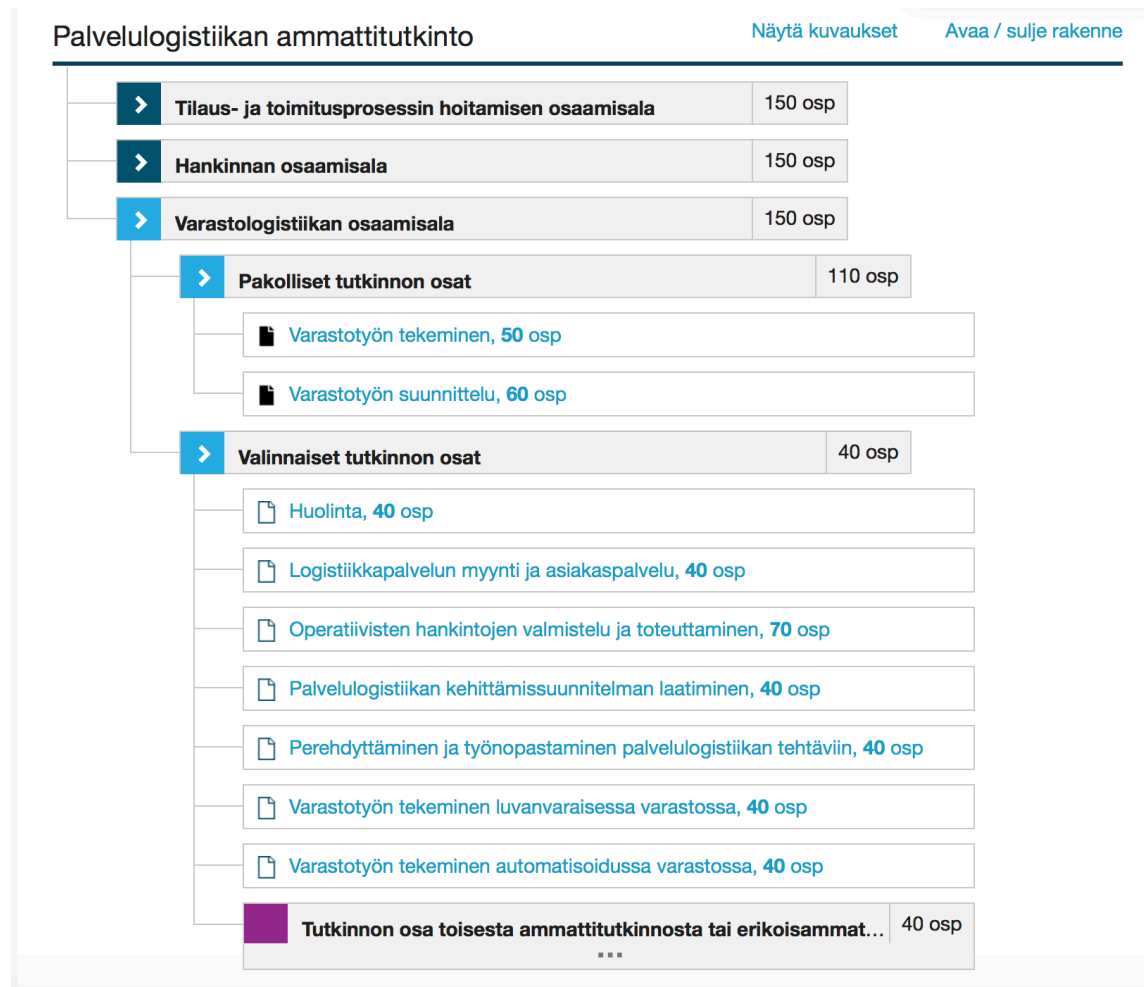 Palvelulogistiikan ammattitutkinto Näytä kuvaukset Avaa / sulje rakenne
Tilaus- ja toimitusprosessin hoitamisen osaamisala 150 osp
Hankinnan osaamisala 150 osp
Varastologistiikan osaamisala 150 osp
Pakolliset tutkinnon osat 110 osp
Varastotyön tekeminen, 50 osp
Varastotyön suunnittelu, 60 osp
Valinnaiset tutkinnon osat 40 osp
Huolinta, 40 osp
Logistiikkapalvelun myynti ja asiakaspalvelu, 40 osp
Operatiivisten hankintojen valmistelu ja toteuttaminen, 70 osp
Palvelulogistiikan kehittämissuunnitelman laatiminen, 40 osp
Perehdyttäminen ja työnopastaminen palvelulogistiikan tehtäviin, 40 osp
Varastotyön tekeminen luvanvaraisessa varastossa, 40 osp
Varastotyön tekeminen automatisoidussa varastossa, 40 osp
Tutkinnon osa toisesta ammattitutkinnosta tai erikoisammat... 40 osp